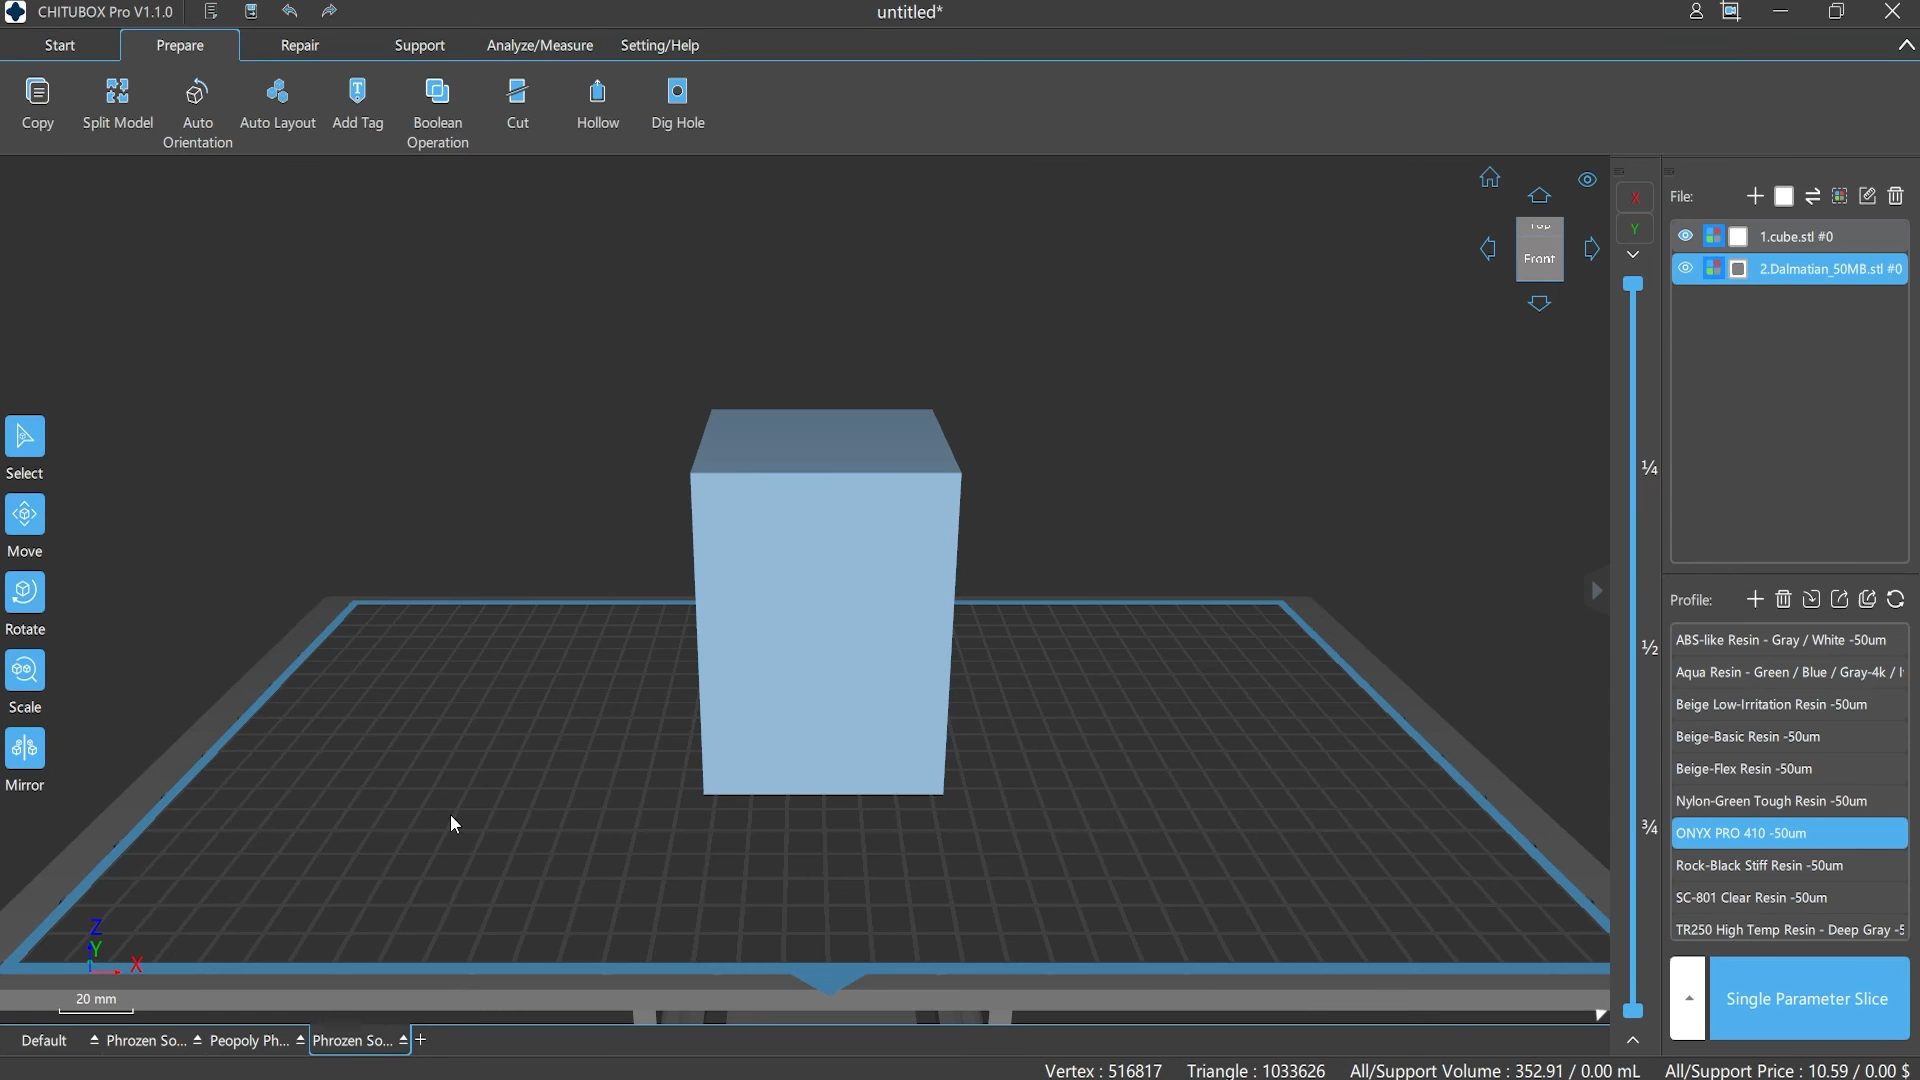 CHITUBOX Pro V1.1.0
untitled*
Start Prepare Repair Support Analyze/Measure Setting/Help
Copy Split Model Auto Orientation Auto Layout Add Tag Boolean Operation Cut Hollow Dig Hole
Top
Front
X
Y
File:
1.cube.stl #0
2.Dalmatian_50MB.stl #0
Select
Move
Rotate
Scale
Mirror
¼
½
¾
Profile:
ABS-like Resin - Gray / White -50um
Aqua Resin - Green / Blue / Gray-4k /
Beige Low-Irritation Resin -50um
Beige-Basic Resin -50um
Beige-Flex Resin -50um
Nylon-Green Tough Resin -50um
ONYX PRO 410 -50um
Rock-Black Stiff Resin -50um
SC-801 Clear Resin -50um
TR250 High Temp Resin - Deep Gray -5
Single Parameter Slice
Z
Y
X
20 mm
Default Phrozen So... Peopoly Ph... Phrozen So... +
Vertex : 516817 Triangle : 1033626 All/Support Volume : 352.91 / 0.00 mL All/Support Price : 10.59 / 0.00 $